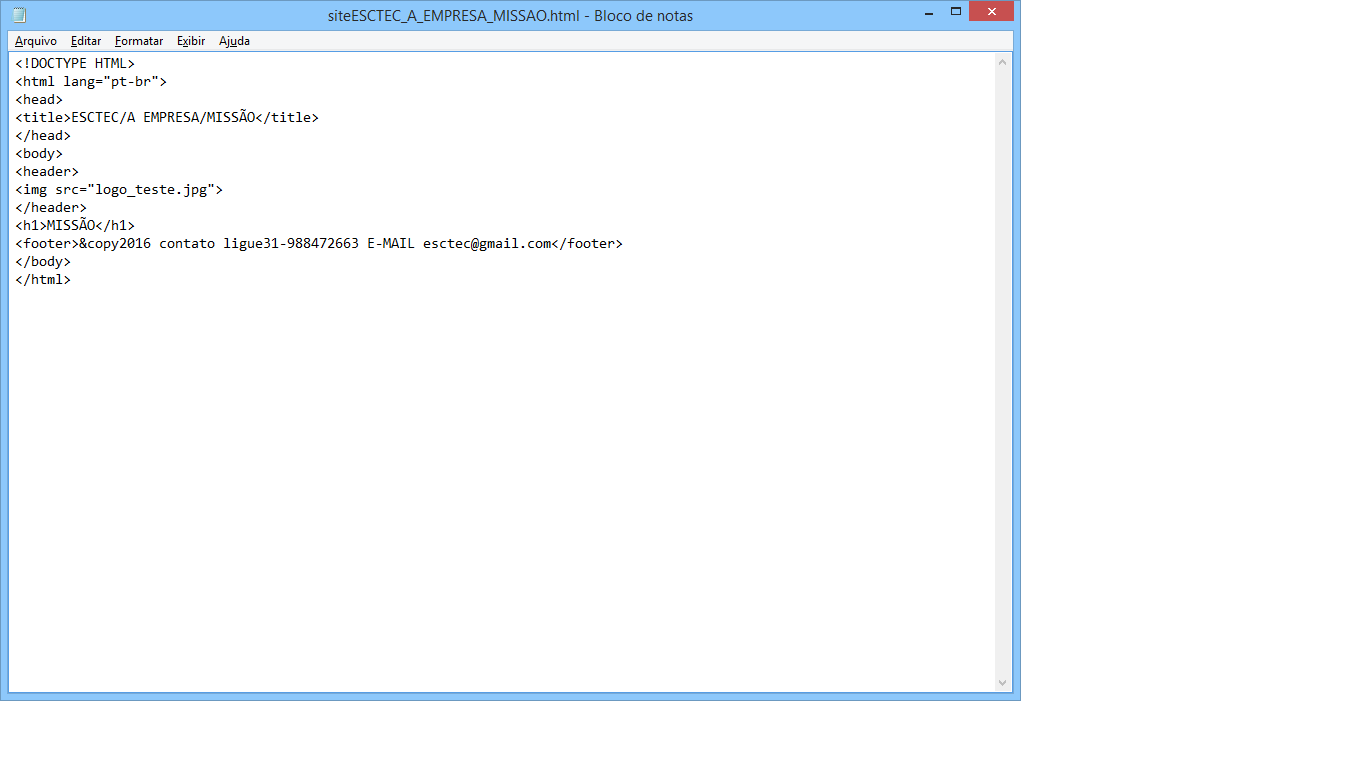 siteESCTEC_A_EMPRESA_MISSAO.html - Bloco de notas
Arquivo Editar Formatar Exibir Ajuda
<!DOCTYPE HTML>
<html lang="pt-br">
<head>
<title>ESCTEC/A EMPRESA/MISSÃO</title>
</head>
<body>
<header>
<img src="logo_teste.jpg">
</header>
<h1>MISSÃO</h1>
<footer>&copy2016 contato ligue31-988472663 E-MAIL esctec@gmail.com</footer>
</body>
</html>